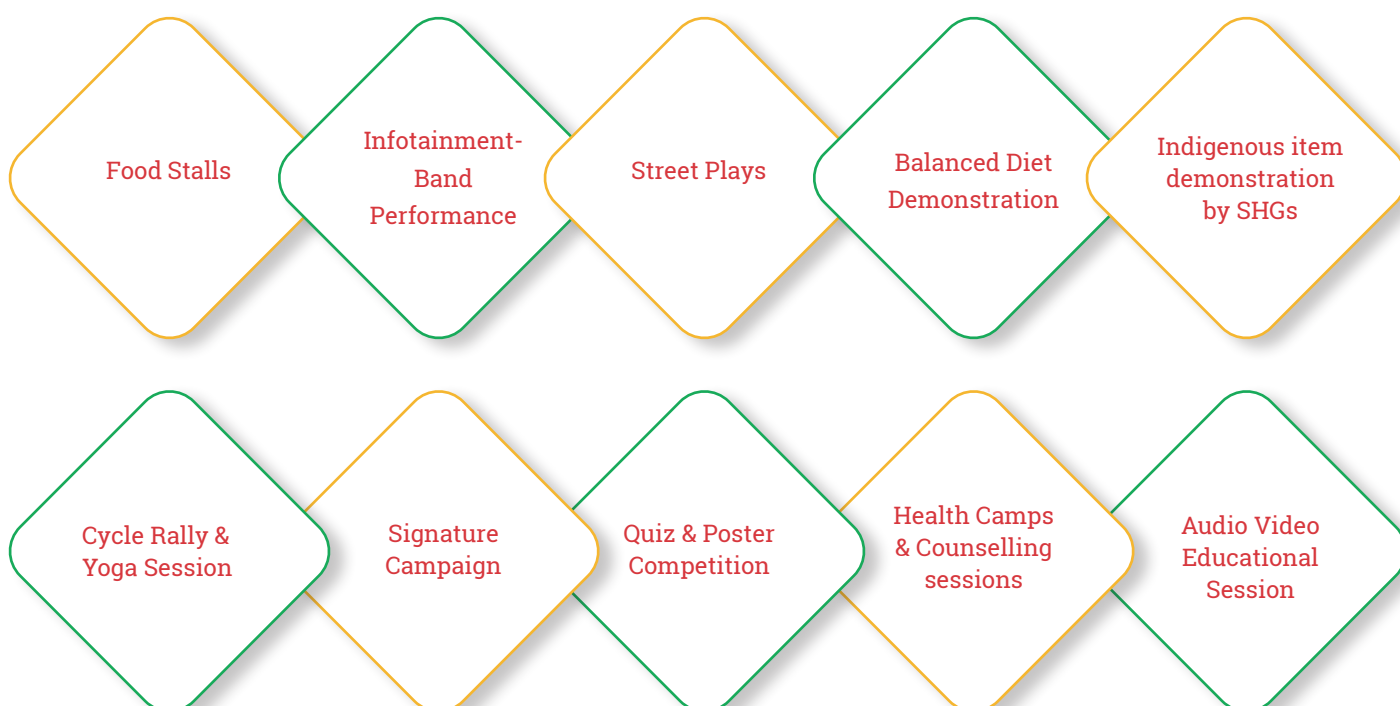 Food Stalls
Infotainment-
Band
Performance
Street Plays
Balanced Diet
Demonstration
Indigenous item
demonstration
by SHGs
Cycle Rally &
Yoga Session
Signature
Campaign
Quiz & Poster
Competition
Health Camps
& Counselling
sessions
Audio Video
Educational
Session